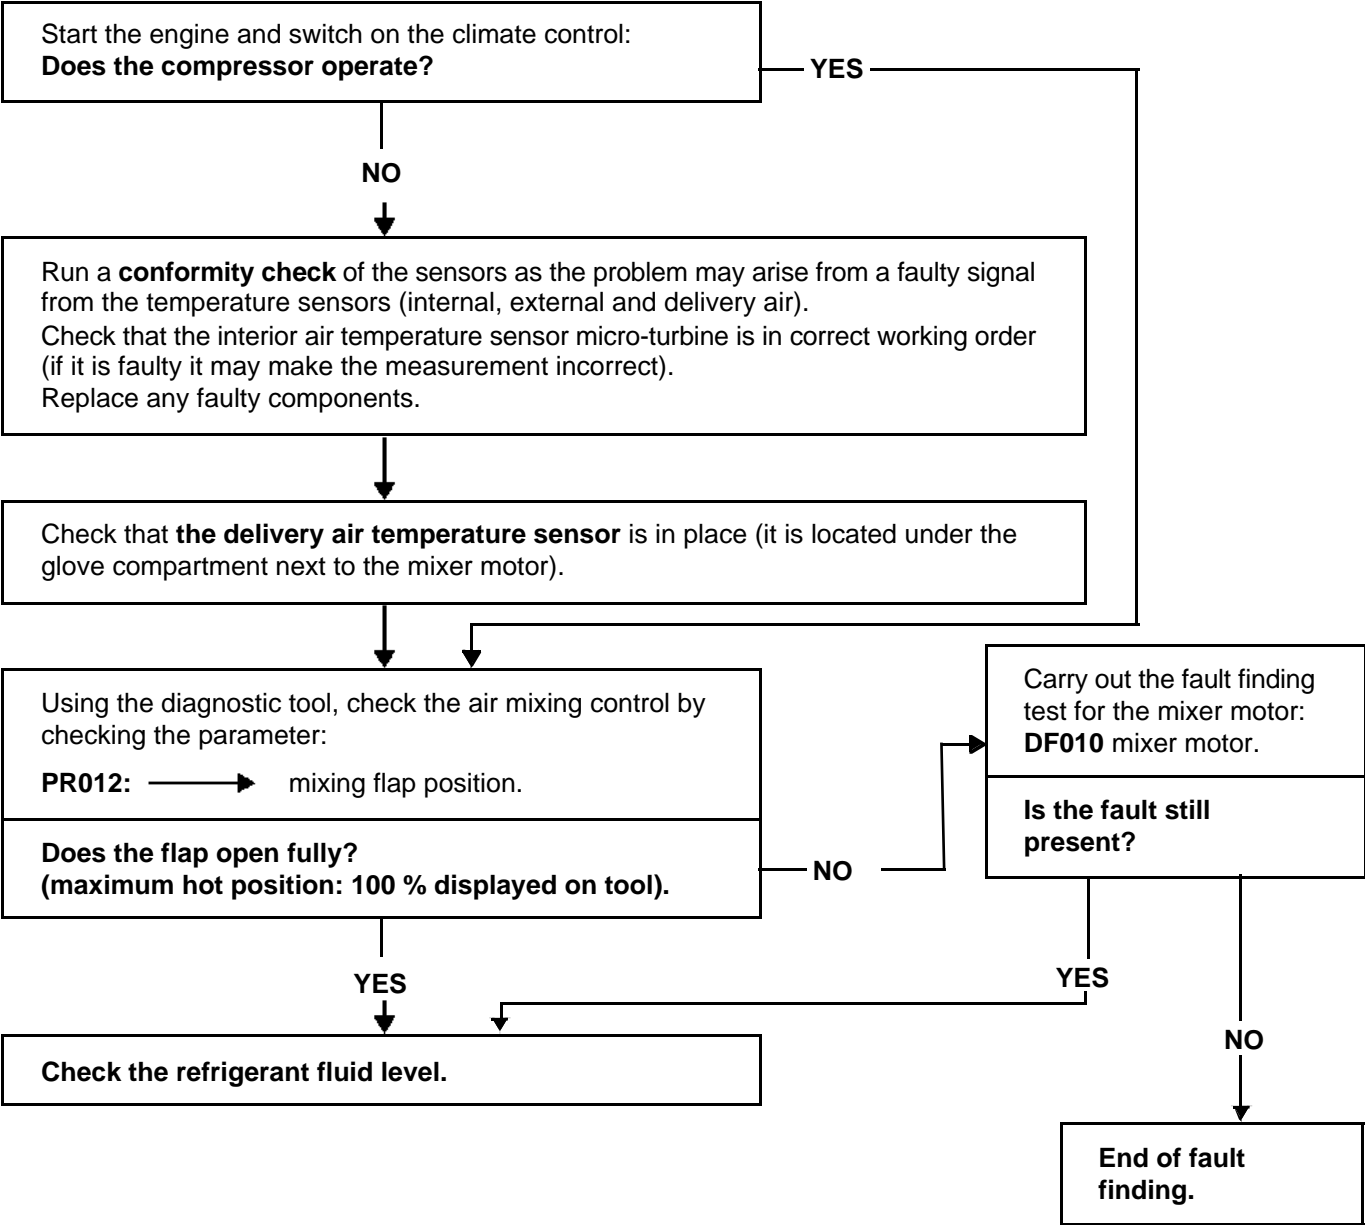 Start the engine and switch on the climate control:
Does the compressor operate?
YES
NO
Run a conformity check of the sensors as the problem may arise from a faulty signal
from the temperature sensors (internal, external and delivery air).
Check that the interior air temperature sensor micro-turbine is in correct working order
(if it is faulty it may make the measurement incorrect).
Replace any faulty components.
Check that the delivery air temperature sensor is in place (it is located under the
glove compartment next to the mixer motor).
Using the diagnostic tool, check the air mixing control by
checking the parameter:
PR012: mixing flap position.
Does the flap open fully?
(maximum hot position: 100 % displayed on tool).
NO
Carry out the fault finding
test for the mixer motor:
DF010 mixer motor.
Is the fault still
present?
YES
YES
NO
Check the refrigerant fluid level.
End of fault
finding.